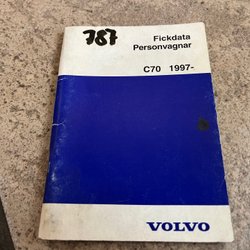 787
Fickdata
Personvagnar
C70 1997-
VOLVO